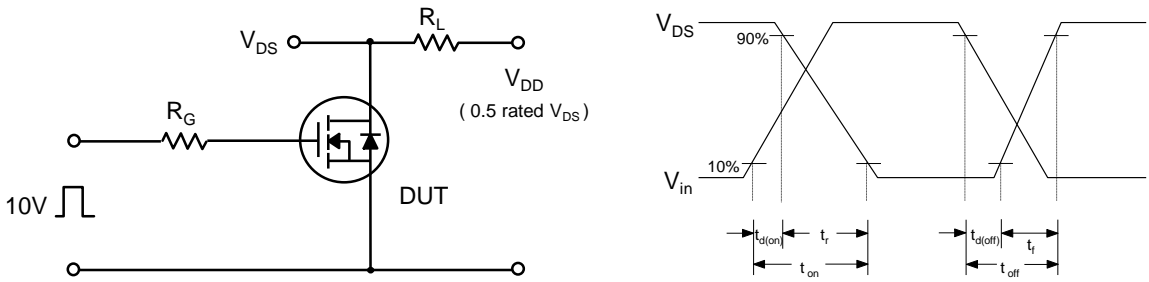 V_DS
R_L
V_DD
( 0.5 rated V_DS )
R_G
DUT
10V
V_DS
90%
10%
V_in
t_d(on)
t_r
t_on
t_d(off)
t_f
t_off